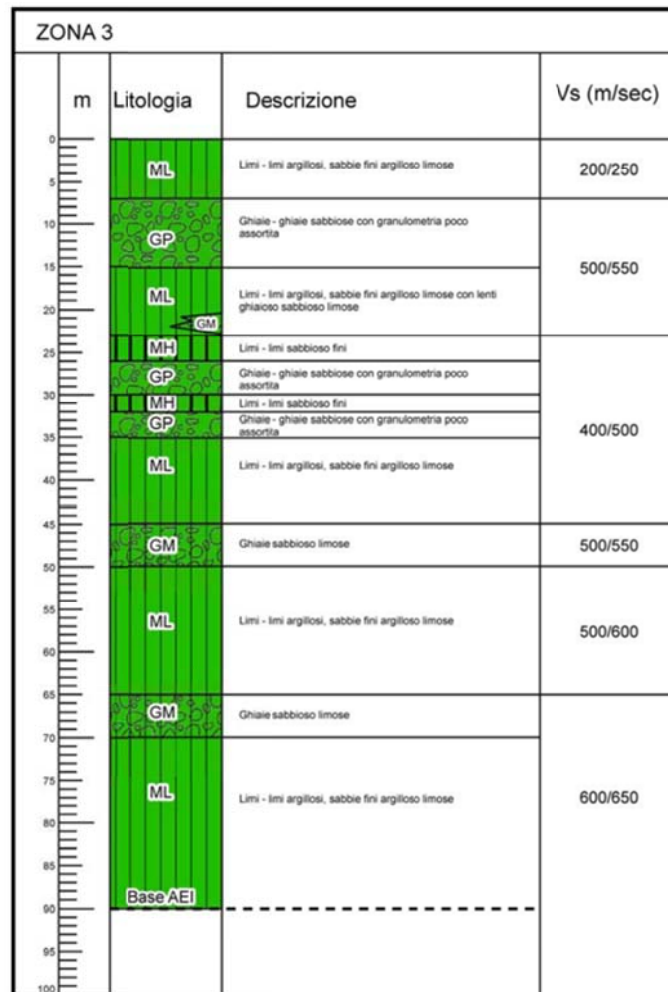 ZONA 3
m Litologia Descrizione Vs (m/sec)
0
ML Limi - limi argillosi, sabbie fini argilloso limose 200/250
5
Ghiaie - ghiaie sabbiose con granulometria poco
assortita
10
GP
15
500/550
ML Limi - limi argillosi, sabbie fini argilloso limose con lenti
ghiaioso sabbioso limose
20
GM
25
MH Limi - limi sabbioso fini
GP Ghiaie - ghiaie sabbiose con granulometria poco
assortita
30
MH Limi - limi sabbioso fini
GP Ghiaie - ghiaie sabbiose con granulometria poco
assortita
35
400/500
ML Limi - limi argillosi, sabbie fini argilloso limose
40
45
GM Ghiaie sabbioso limose 500/550
50
55
ML Limi - limi argillosi, sabbie fini argilloso limose 500/600
60
65
GM Ghiaie sabbioso limose
70
75
ML Limi - limi argillosi, sabbie fini argilloso limose 600/650
80
85
Base AEI
90
95
100